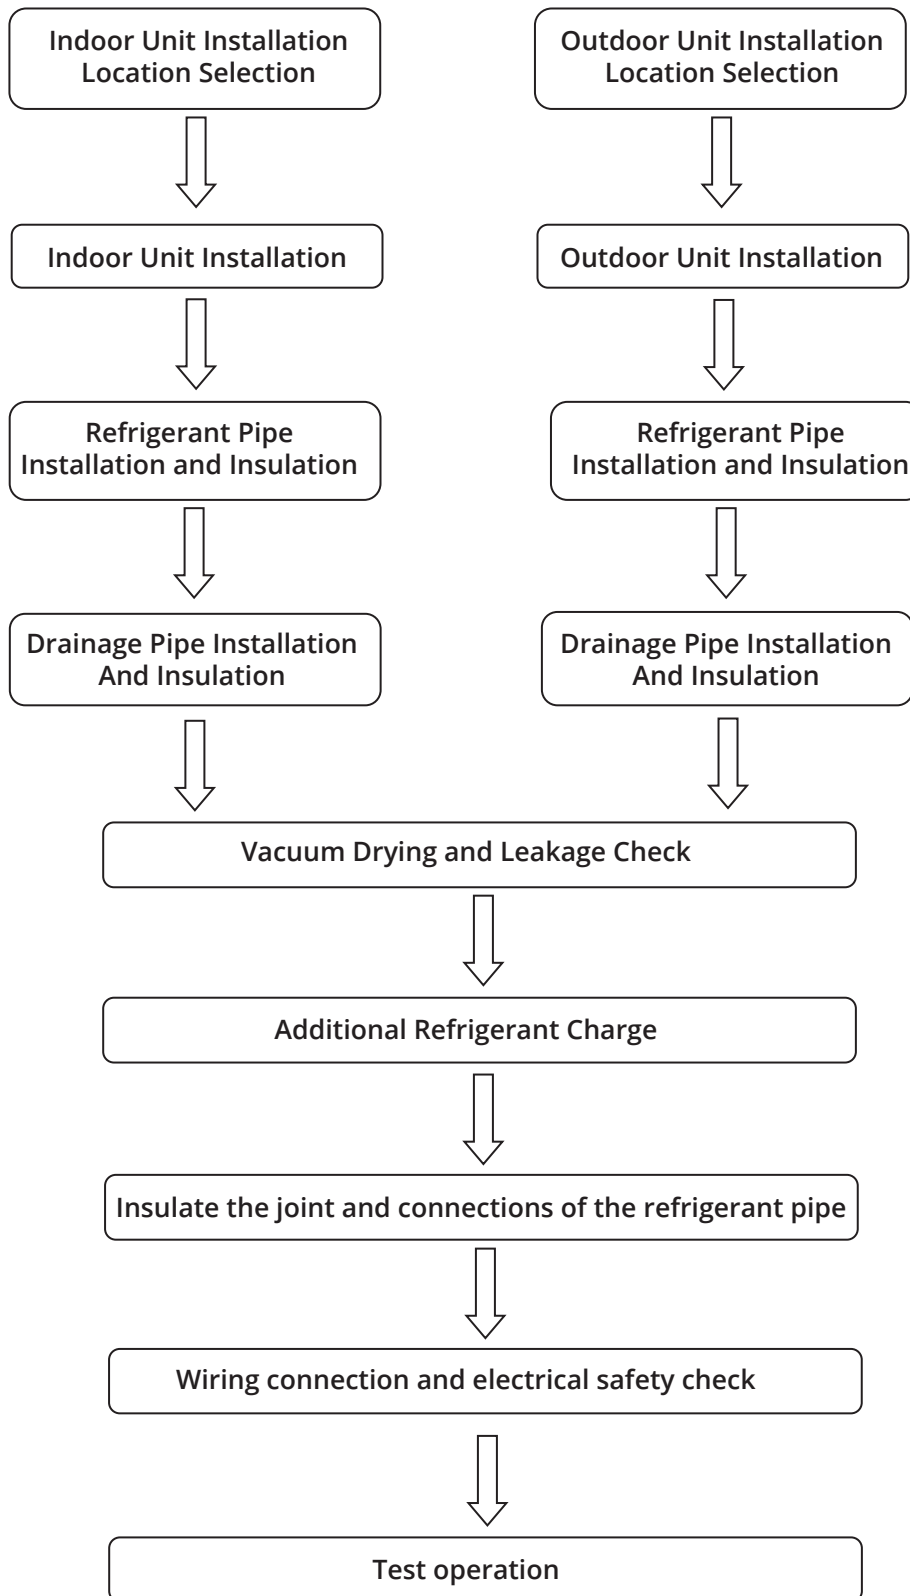 Indoor Unit Installation
Location Selection
Outdoor Unit Installation
Location Selection
Indoor Unit Installation
Outdoor Unit Installation
Refrigerant Pipe
Installation and Insulation
Refrigerant Pipe
Installation and Insulation
Drainage Pipe Installation
And Insulation
Drainage Pipe Installation
And Insulation
Vacuum Drying and Leakage Check
Additional Refrigerant Charge
Insulate the joint and connections of the refrigerant pipe
Wiring connection and electrical safety check
Test operation